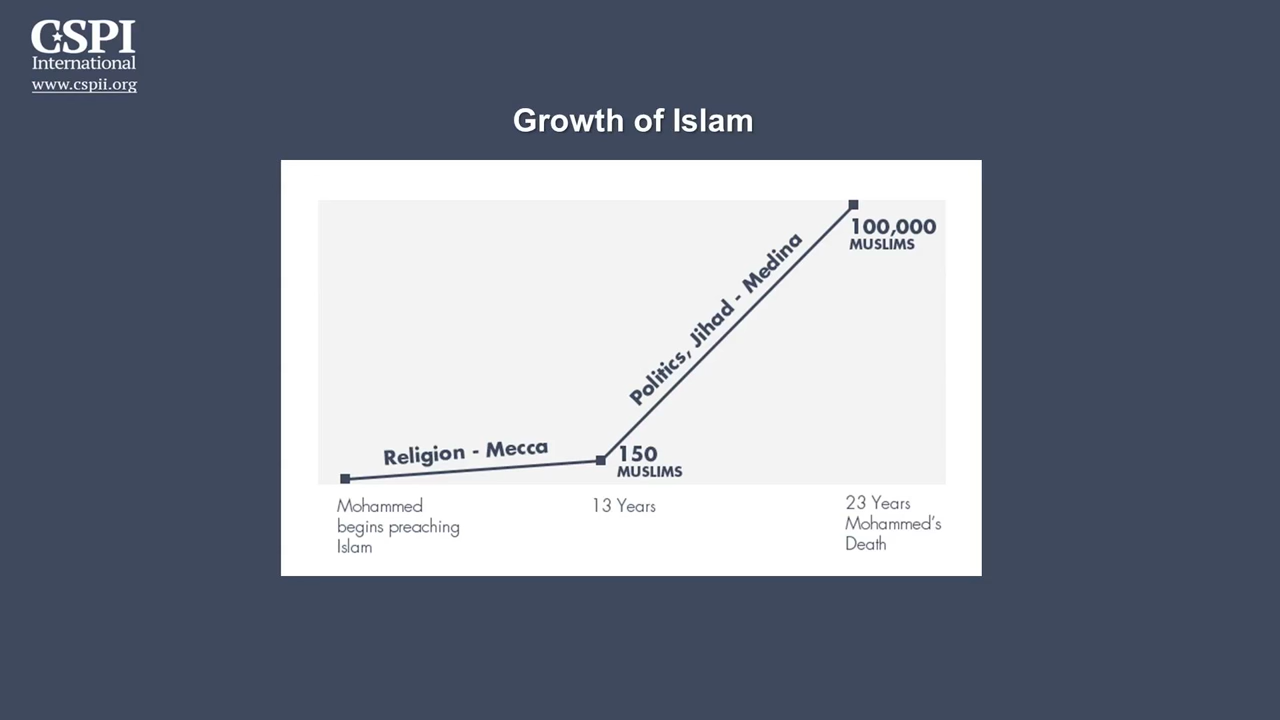 CSPI
International
www.cspii.org
Growth of Islam
100,000
MUSLIMS
Politics, Jihad - Medina
Religion - Mecca
150
MUSLIMS
Mohammed
begins preaching
Islam
13 Years
23 Years
Mohammed's
Death